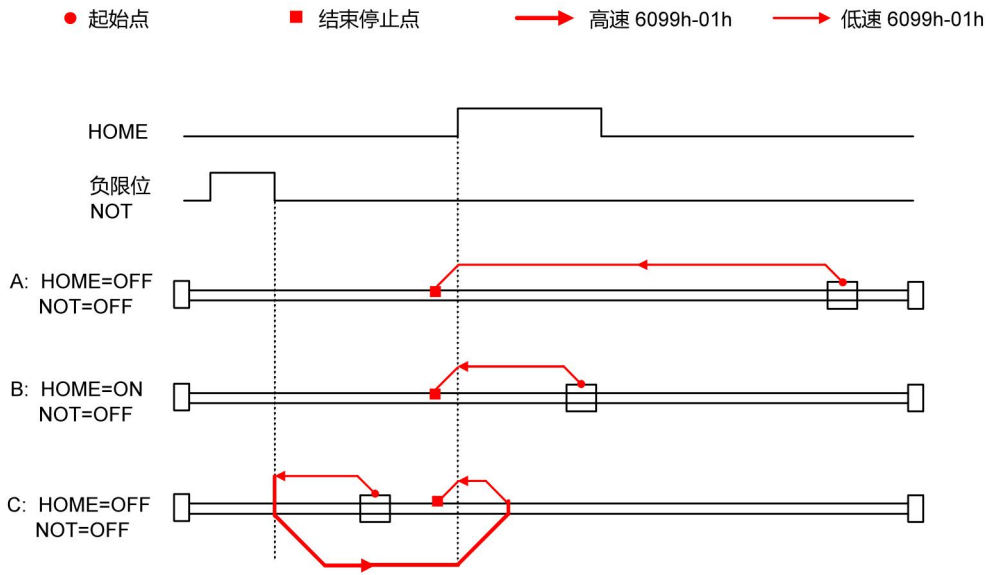 起始点
结束停止点
高速 6099h-01h
低速 6099h-01h
HOME
负限位
NOT
A: HOME=OFF
NOT=OFF
B: HOME=ON
NOT=OFF
C: HOME=OFF
NOT=OFF